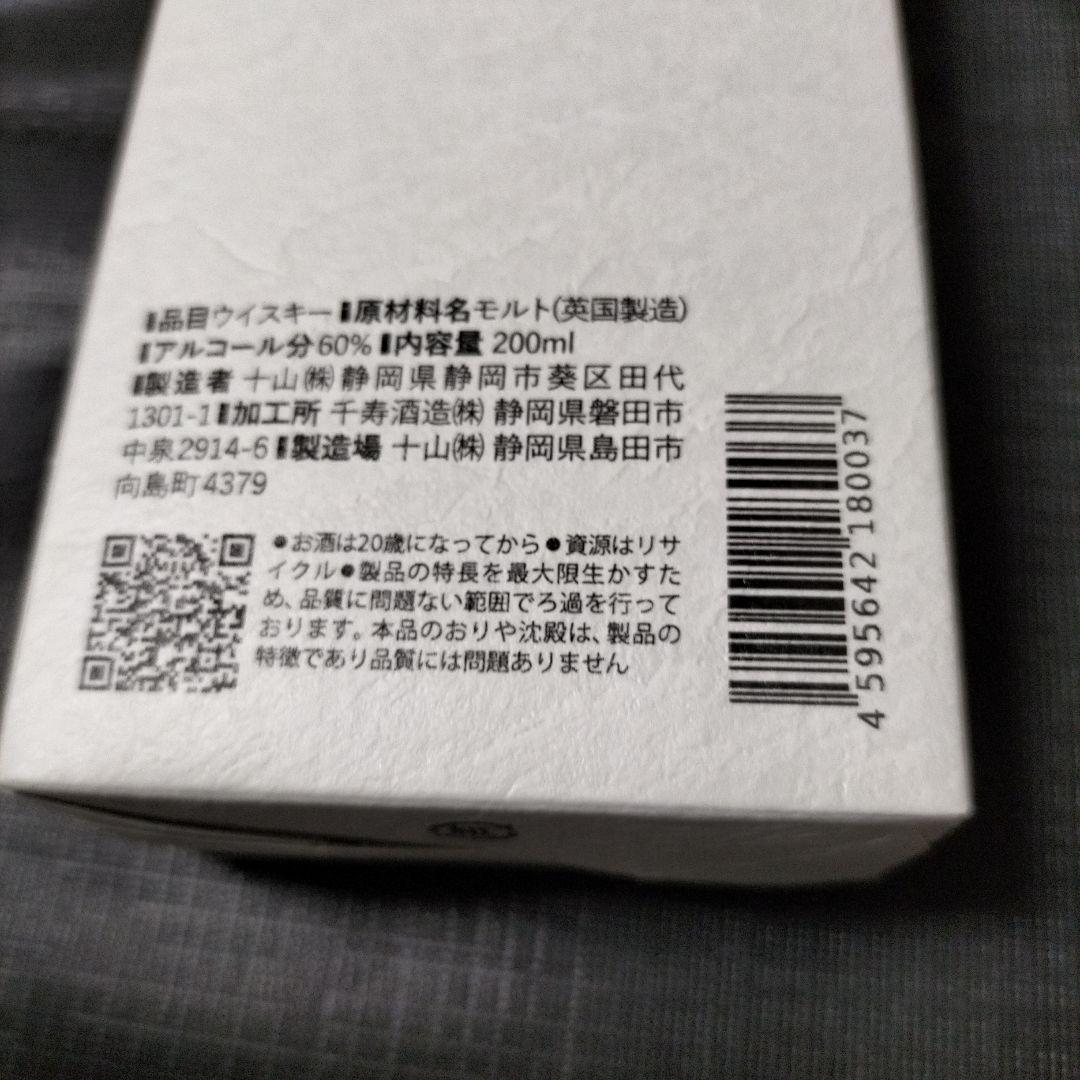 ▮品目 ウイスキー ▮原材料名 モルト(英国製造)
▮アルコール分 60% ▮内容量 200ml
▮製造者 十山㈱ 静岡県静岡市葵区田代
1301-1 ▮加工所 千寿酒造㈱ 静岡県磐田市
中泉2914-6 ▮製造場 十山㈱ 静岡県島田市
向島町4379
●お酒は20歳になってから●資源はリサ
イクル●製品の特長を最大限生かすた
め、品質に問題ない範囲でろ過を行って
おります。本品のおりや沈殿は、製品の
特徴であり品質には問題ありません
4 595642 180037